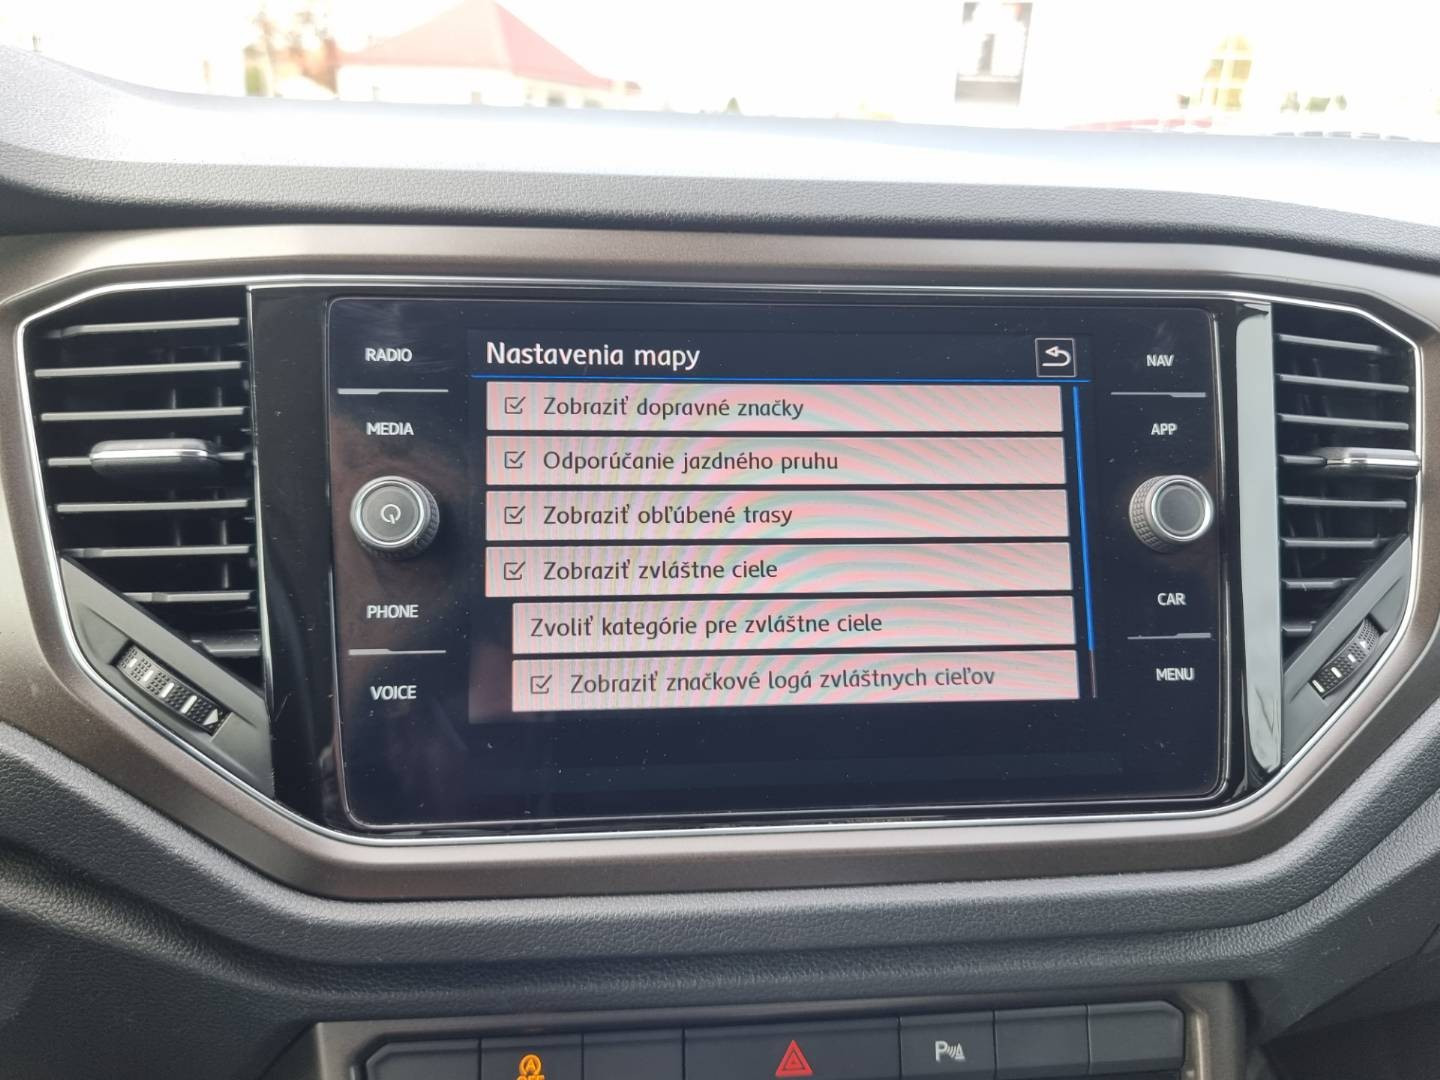 RADIO
MEDIA
PHONE
VOICE
Nastavenia mapy
Zobraziť dopravné značky
Odporúčanie jazdného pruhu
Zobraziť obľúbené trasy
Zobraziť zvláštne ciele
Zvoliť kategórie pre zvláštne ciele
Zobraziť značkové logá zvláštnych cieľov
NAV
APP
CAR
MENU
A
OFF
P